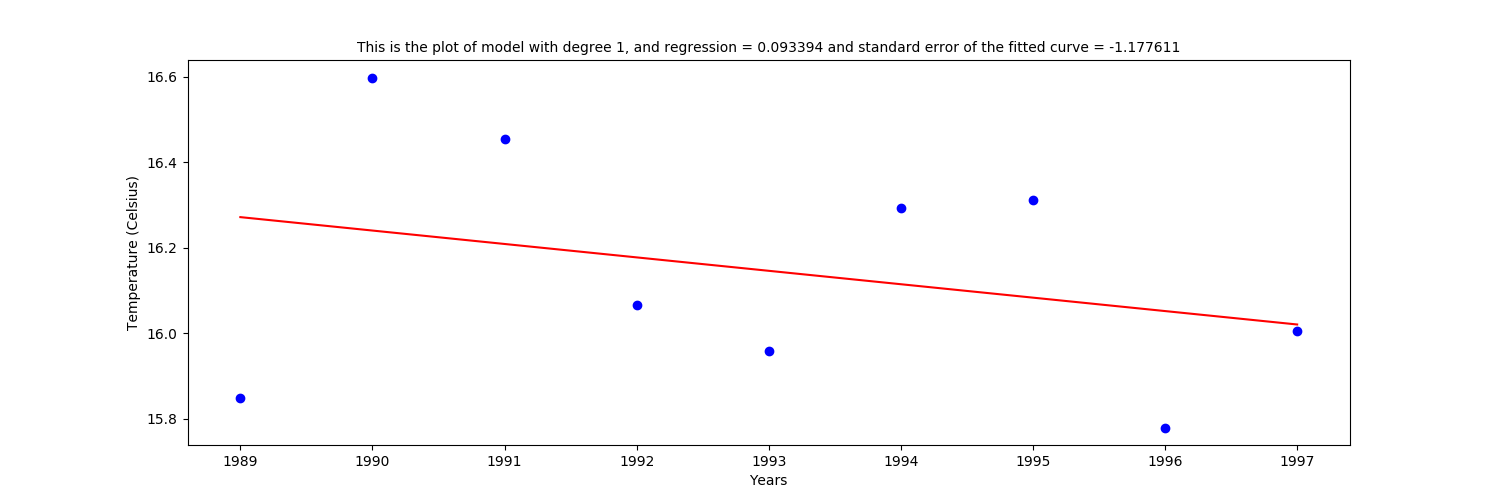 This is the plot of model with degree 1, and regression = 0.093394 and standard error of the fitted curve = -1.177611
16.6
16.4
16.2
16.0
15.8
Temperature (Celsius)
1989 1990 1991 1992 1993 1994 1995 1996 1997
Years